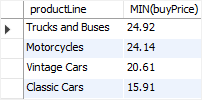 productLine MIN(buyPrice)
Trucks and Buses 24.92
Motorcycles 24.14
Vintage Cars 20.61
Classic Cars 15.91